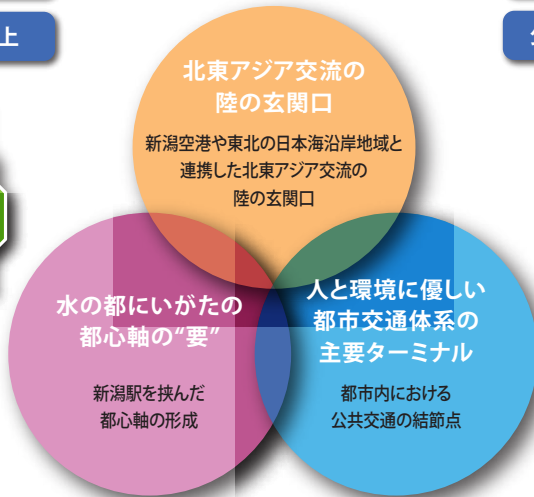 上
北東アジア交流の
陸の玄関口
新潟空港や東北の日本海沿岸地域と
連携した北東アジア交流の
陸の玄関口
水の都にいがたの
都心軸の“要”
新潟駅を挟んだ
都心軸の形成
人と環境に優しい
都市交通体系の
主要ターミナル
都市内における
公共交通の結節点